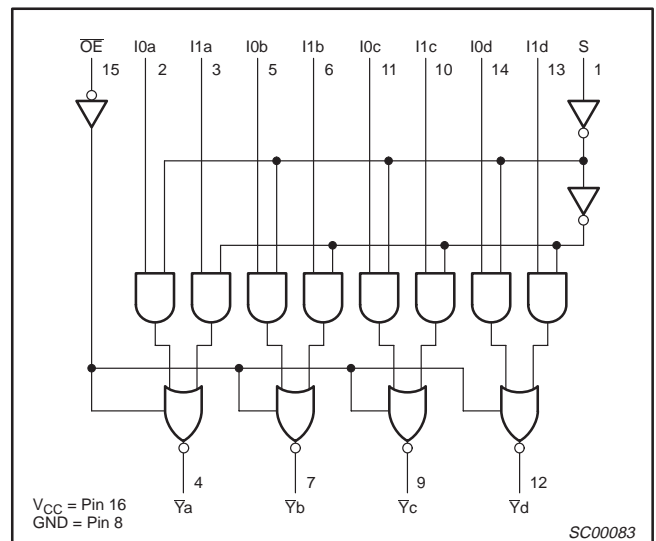 OE I0a I1a I0b I1b I0c I1c I0d I1d S
15 2 3 5 6 11 10 14 13 1
4 7 9 12
Ya Yb Yc Yd
VCC = Pin 16
GND = Pin 8
SC00083